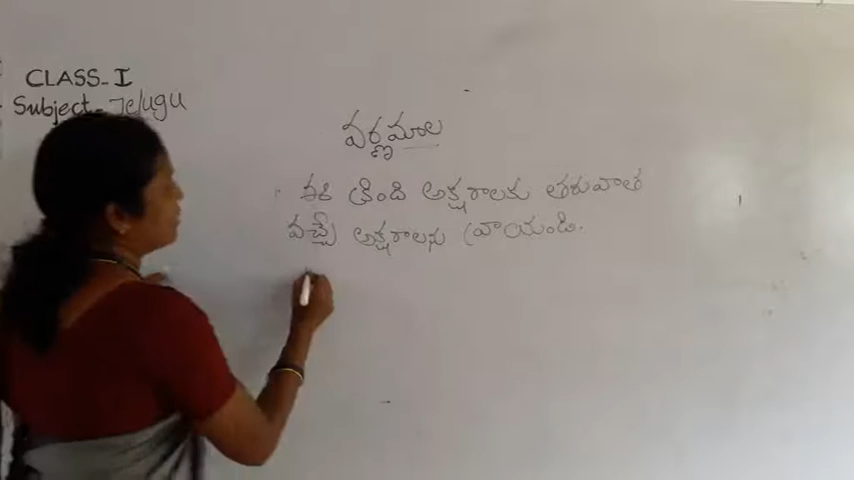 CLASS-I
Subject- Telugu
వర్ణమాల
ఈ క్రింది అక్షరాలకు తరువాత
వచ్చే అక్షరాలను వ్రాయండి.